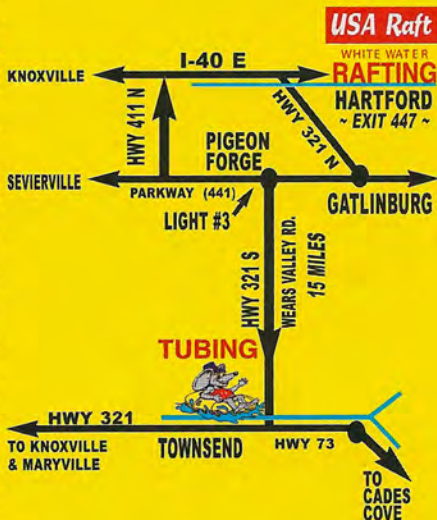 USA Raft
WHITE WATER
RAFTING
HARTFORD
~ EXIT 447 ~
I-40 E
KNOXVILLE
HWY 411 N
HWY 321 N
PIGEON
FORGE
SEVIERVILLE
PARKWAY (441)
GATLINBURG
LIGHT #3
HWY 321 S
WEARS VALLEY RD.
15 MILES
TUBING
HWY 321
TO KNOXVILLE
& MARYVILLE
TOWNSEND
HWY 73
TO
CADES
COVE